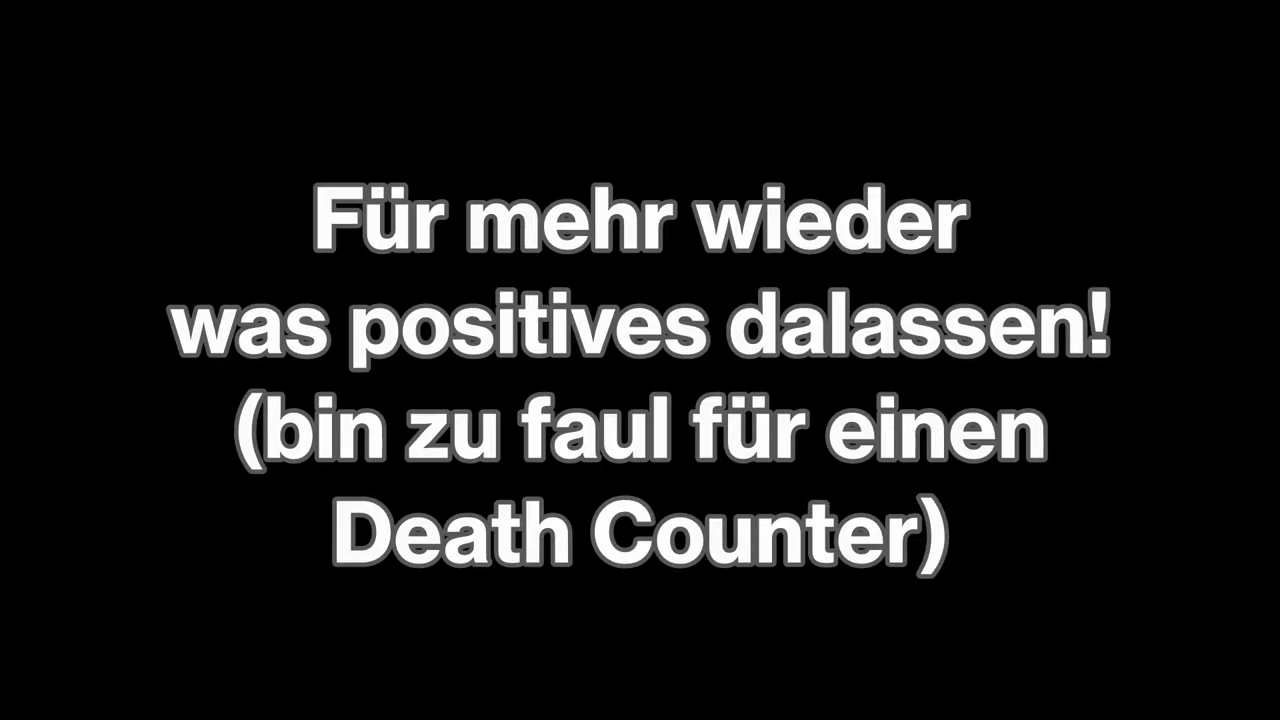 Für mehr wieder
was positives dalassen!
(bin zu faul für einen
Death Counter)